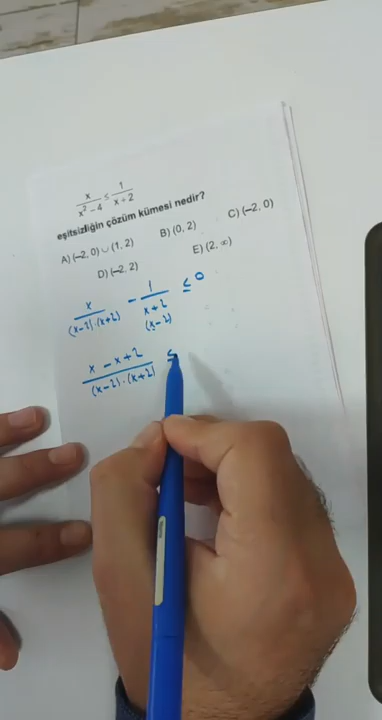 x/(x² − 4) ≤ 1/(x + 2)
eşitsizliğin çözüm kümesi nedir?
A) (−2, 0) ∪ (1, 2) B) (0, 2) C) (−2, 0)
D) (−2, 2) E) (2, ∞)
x/((x−2)·(x+2)) − 1/(x+2) ≤ 0
(x−2)
(x − x + 2)/((x−2)·(x+2)) ≤